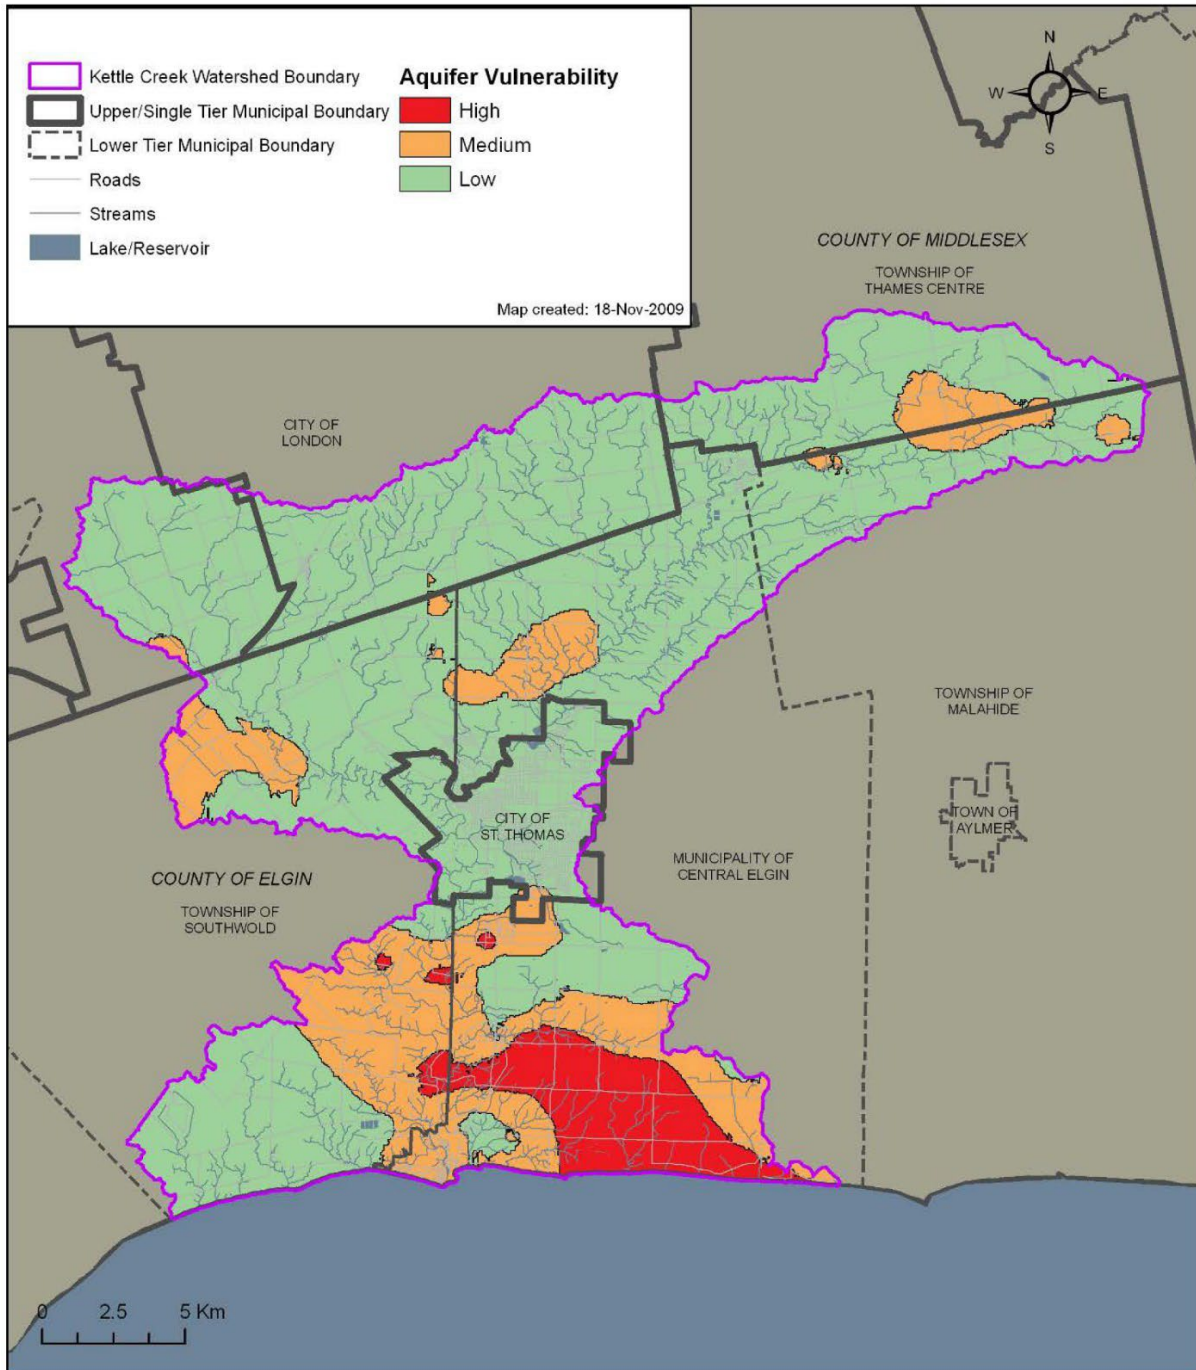 Kettle Creek Watershed Boundary
Upper/Single Tier Municipal Boundary
Lower Tier Municipal Boundary
Roads
Streams
Lake/Reservoir
Aquifer Vulnerability
High
Medium
Low
Map created: 18-Nov-2009
N
W
E
S
COUNTY OF MIDDLESEX
TOWNSHIP OF
THAMES CENTRE
CITY OF
LONDON
TOWNSHIP OF
MALAHIDE
TOWN OF
AYLMER
CITY OF
ST. THOMAS
MUNICIPALITY OF
CENTRAL ELGIN
COUNTY OF ELGIN
TOWNSHIP OF
SOUTHWOLD
0 2.5 5 Km